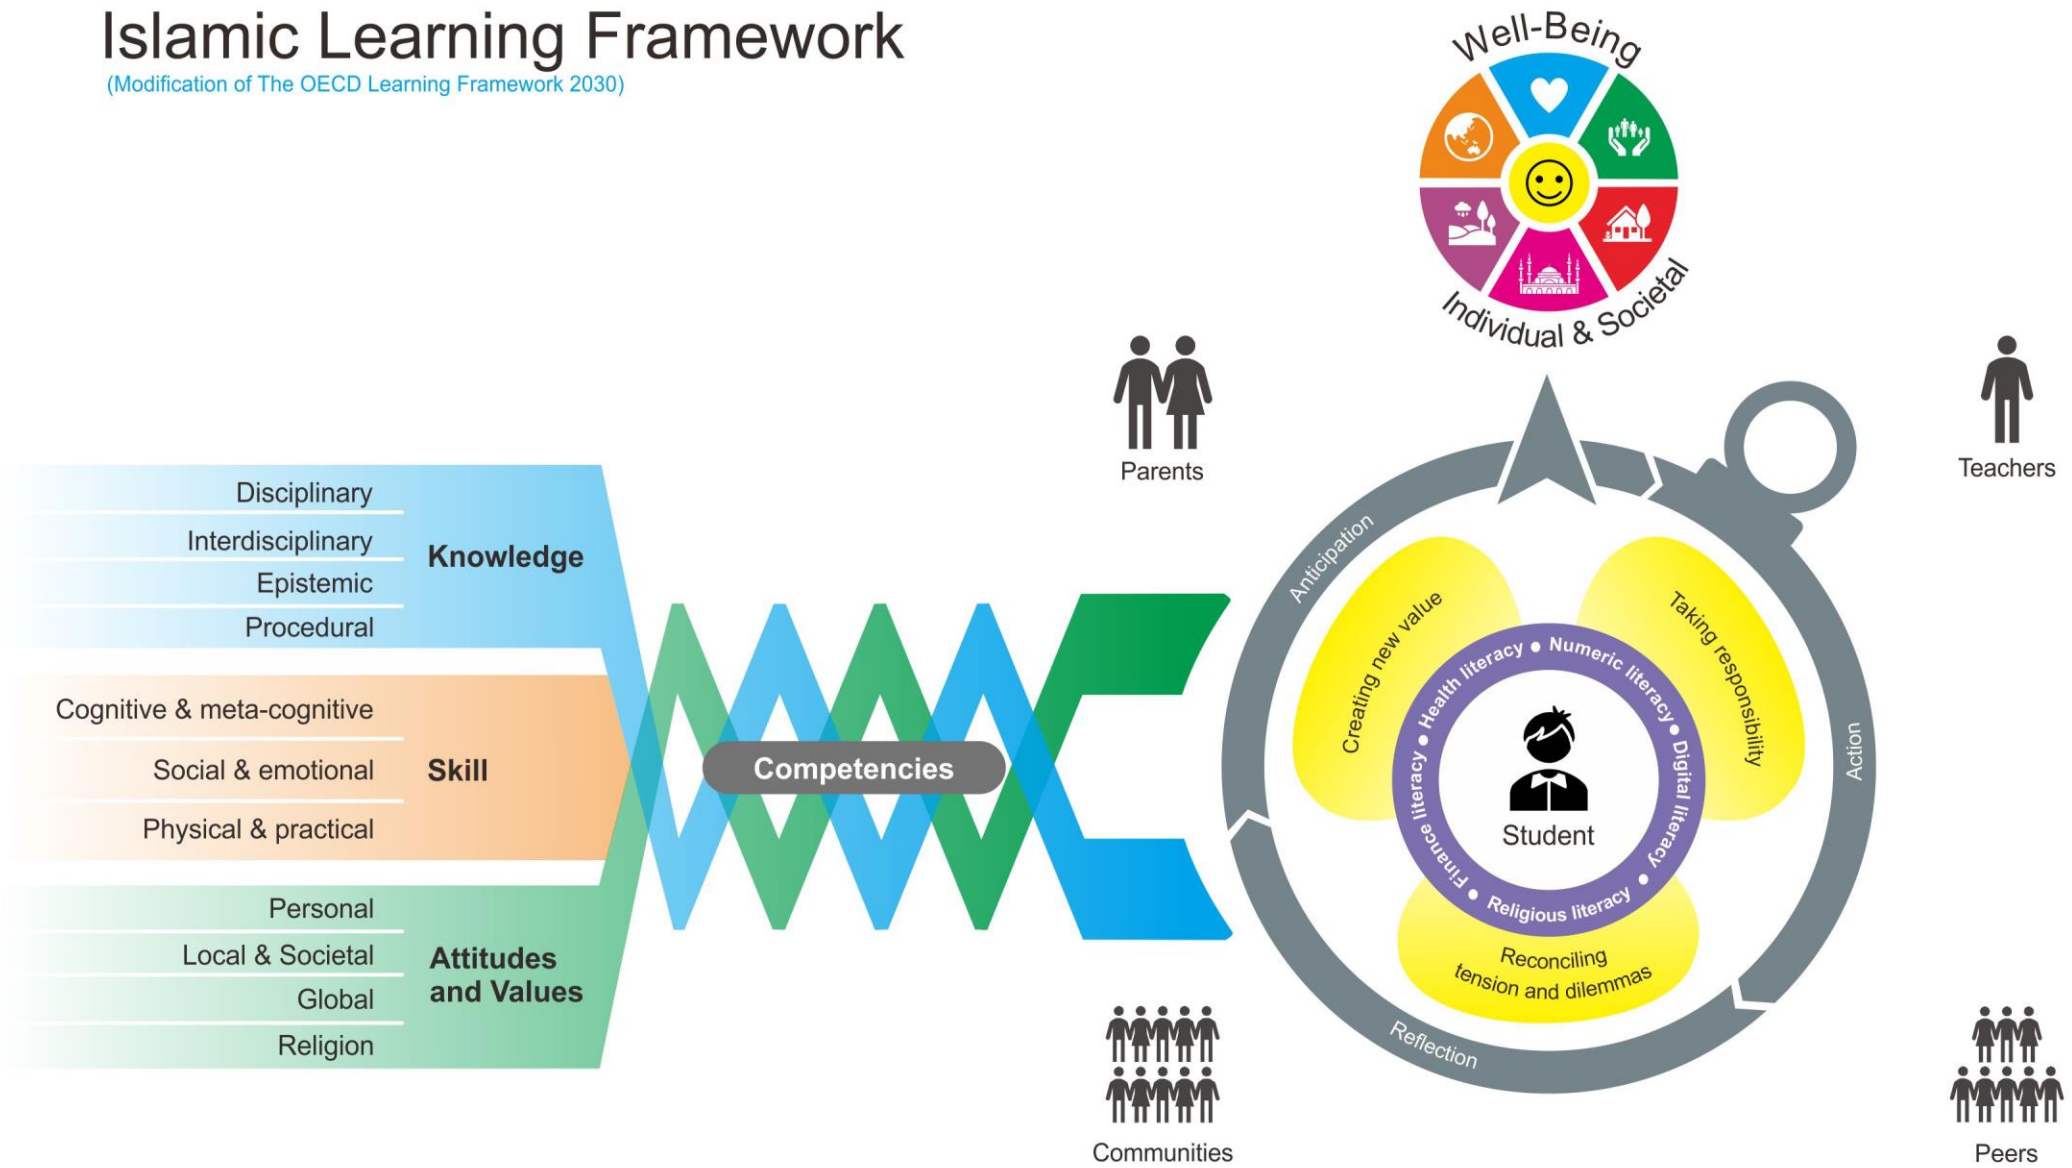 Islamic Learning Framework
(Modification of The OECD Learning Framework 2030)
Well-Being
Individual & Societal
Parents
Teachers
Disciplinary
Interdisciplinary
Epistemic
Procedural
Knowledge
Cognitive & meta-cognitive
Social & emotional
Physical & practical
Skill
Personal
Local & Societal
Global
Religion
Attitudes
and Values
Competencies
Anticipation
Action
Reflection
Creating new value
Taking responsibility
Reconciling
tension and dilemmas
Health literacy ● Numeric literacy ● Digital literacy ● Religious literacy ● Finance literacy ●
Student
Communities
Peers